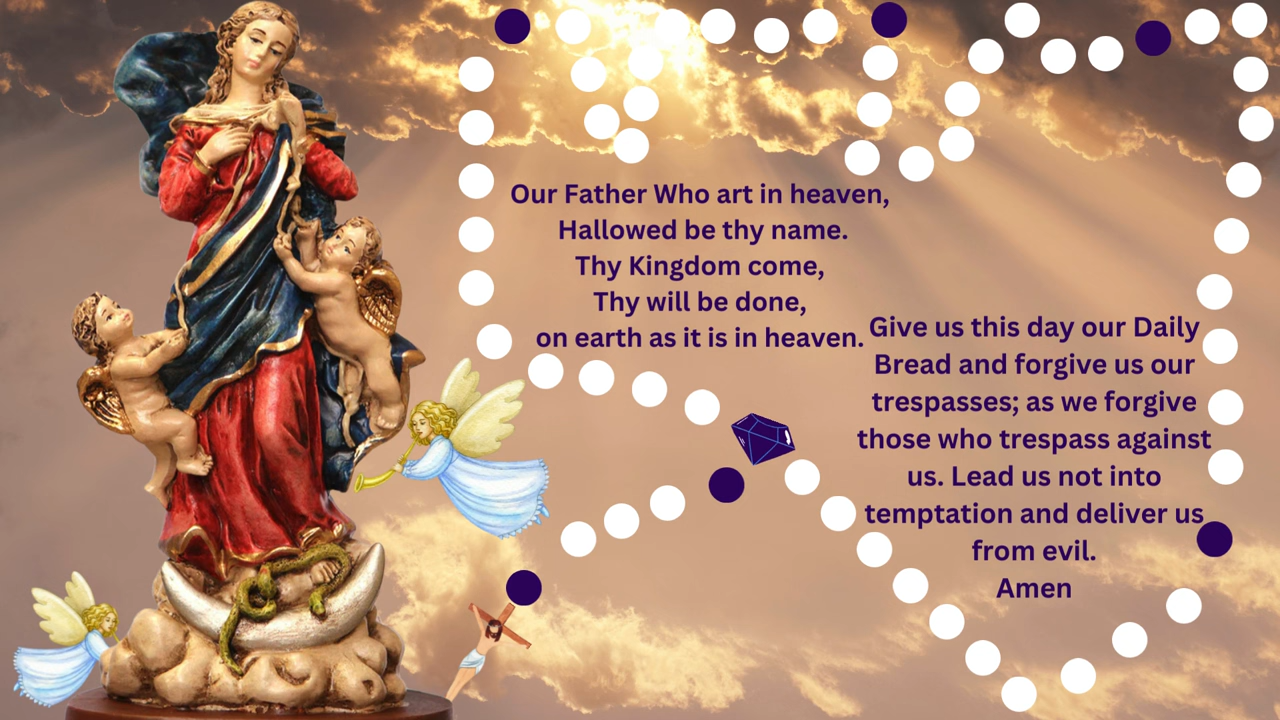 Our Father Who art in heaven,
Hallowed be thy name.
Thy Kingdom come,
Thy will be done,
on earth as it is in heaven.
Give us this day our Daily
Bread and forgive us our
trespasses; as we forgive
those who trespass against
us. Lead us not into
temptation and deliver us
from evil.
Amen